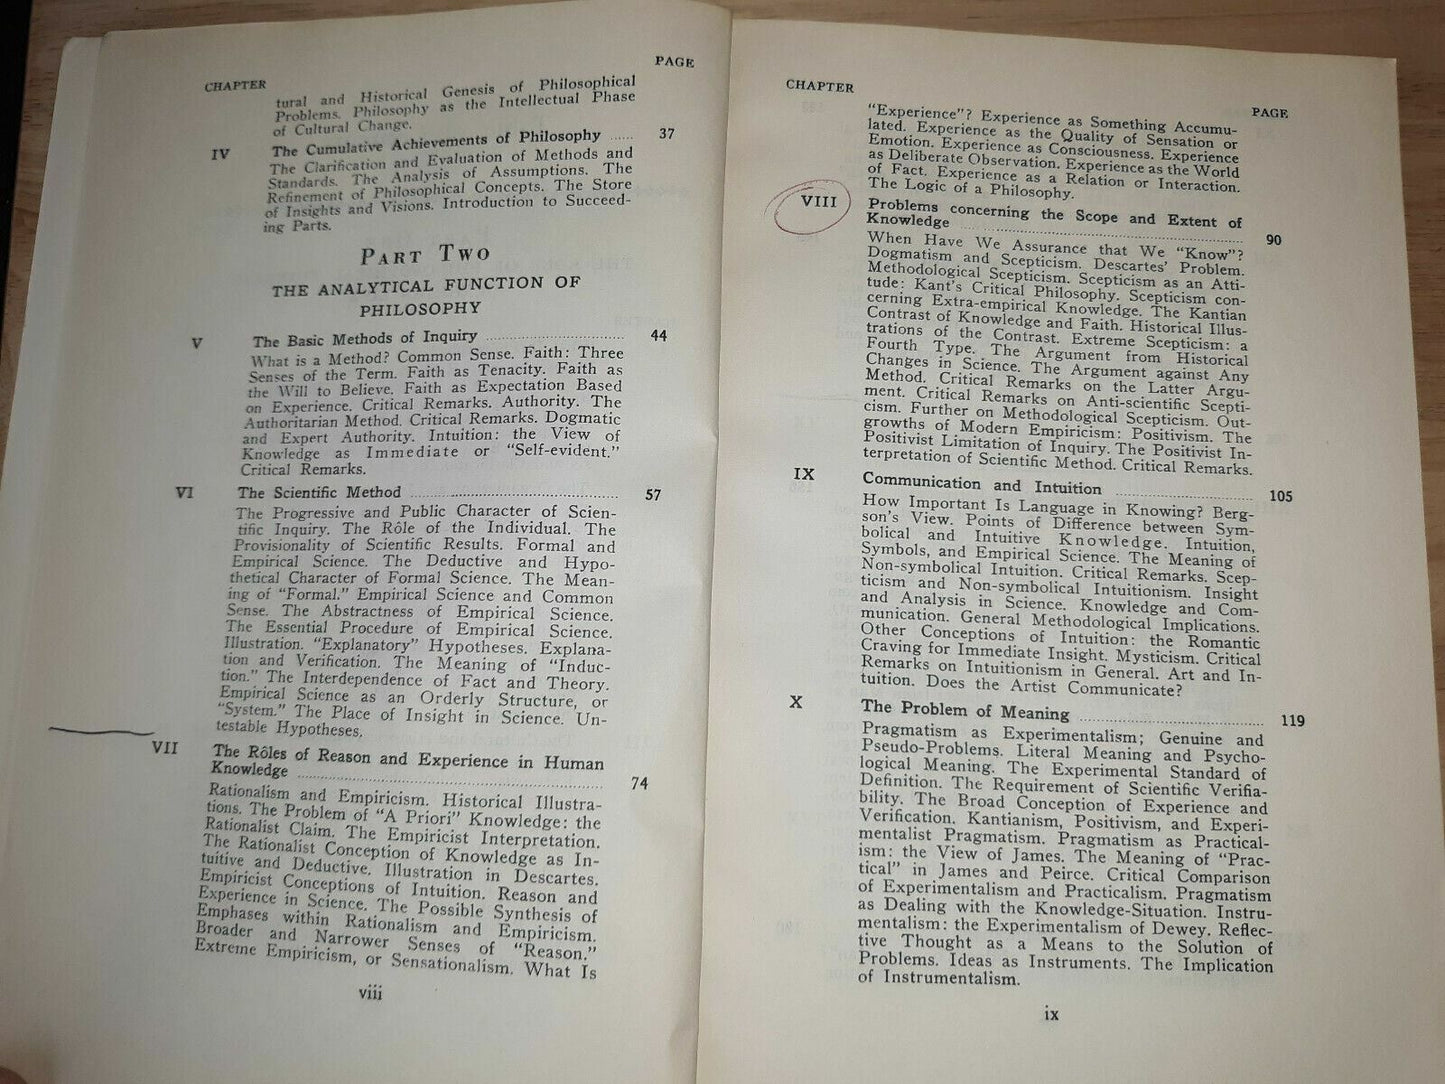 CHAPTER PAGE
tural and Historical Genesis of Philosophical
Problems. Philosophy as the Intellectual Phase
of Cultural Change.
IV The Cumulative Achievements of Philosophy ...... 37
The Clarification and Evaluation of Methods and
Standards. The Analysis of Assumptions. The
Refinement of Philosophical Concepts. The Store
of Insights and Visions. Introduction to Succeed-
ing Parts.
PART TWO
THE ANALYTICAL FUNCTION OF
PHILOSOPHY
V The Basic Methods of Inquiry ........................ 44
What is a Method? Common Sense. Faith: Three
Senses of the Term. Faith as Tenacity. Faith as
the Will to Believe. Faith as Expectation Based
on Experience. Critical Remarks. Authority. The
Authoritarian Method. Critical Remarks. Dogmatic
and Expert Authority. Intuition: the View of
Knowledge as Immediate or "Self-evident."
Critical Remarks.
VI The Scientific Method ........................ 57
The Progressive and Public Character of Scien-
tific Inquiry. The Rôle of the Individual. The
Provisionality of Scientific Results. Formal and
Empirical Science. The Deductive and Hypo-
thetical Character of Formal Science. The Mean-
ing of "Formal." Empirical Science and Common
Sense. The Abstractness of Empirical Science.
The Essential Procedure of Empirical Science.
Illustration. "Explanatory" Hypotheses. Explana-
tion and Verification. The Meaning of "Induc-
tion." The Interdependence of Fact and Theory.
Empirical Science as an Orderly Structure, or
"System." The Place of Insight in Science. Un-
testable Hypotheses.
VII The Rôles of Reason and Experience in Human
Knowledge ........................ 74
Rationalism and Empiricism. Historical Illustra-
tions. The Problem of "A Priori" Knowledge: the
Rationalist Claim. The Empiricist Interpretation.
The Rationalist Conception of Knowledge as In-
tuitive and Deductive. Illustration in Descartes.
Empiricist Conceptions of Intuition. Reason and
Experience in Science. The Possible Synthesis of
Emphases within Rationalism and Empiricism.
Broader and Narrower Senses of "Reason."
Extreme Empiricism, or Sensationalism. What Is
viii
CHAPTER PAGE
"Experience"? Experience as Something Accumu-
lated. Experience as the Quality of Sensation or
Emotion. Experience as Consciousness. Experience
as Deliberate Observation. Experience as the World
of Fact. Experience as a Relation or Interaction.
The Logic of a Philosophy.
VIII Problems concerning the Scope and Extent of
Knowledge ........................ 90
When Have We Assurance that We "Know"?
Dogmatism and Scepticism. Descartes' Problem.
Methodological Scepticism. Scepticism as an Atti-
tude: Kant's Critical Philosophy. Scepticism con-
cerning Extra-empirical Knowledge. The Kantian
Contrast of Knowledge and Faith. Historical Illus-
trations of the Contrast. Extreme Scepticism: a
Fourth Type. The Argument from Historical
Changes in Science. The Argument against Any
Method. Critical Remarks on the Latter Argu-
ment. Critical Remarks on Anti-scientific Scepti-
cism. Further on Methodological Scepticism. Out-
growths of Modern Empiricism: Positivism. The
Positivist Limitation of Inquiry. The Positivist In-
terpretation of Scientific Method. Critical Remarks.
IX Communication and Intuition ........................ 105
How Important Is Language in Knowing? Berg-
son's View. Points of Difference between Sym-
bolical and Intuitive Knowledge. Intuition,
Symbols, and Empirical Science. The Meaning of
Non-symbolical Intuition. Critical Remarks. Scep-
ticism and Non-symbolical Intuitionism. Insight
and Analysis in Science. Knowledge and Com-
munication. General Methodological Implications.
Other Conceptions of Intuition: the Romantic
Craving for Immediate Insight. Mysticism. Critical
Remarks on Intuitionism in General. Art and In-
tuition. Does the Artist Communicate?
X The Problem of Meaning ........................ 119
Pragmatism as Experimentalism; Genuine and
Pseudo-Problems. Literal Meaning and Psycho-
logical Meaning. The Experimental Standard of
Definition. The Requirement of Scientific Verifia-
bility. The Broad Conception of Experience and
Verification. Kantianism, Positivism, and Experi-
mentalist Pragmatism. Pragmatism as Practical-
ism: the View of James. The Meaning of "Prac-
tical" in James and Peirce. Critical Comparison
of Experimentalism and Practicalism. Pragmatism
as Dealing with the Knowledge-Situation. Instru-
mentalism: the Experimentalism of Dewey. Reflec-
tive Thought as a Means to the Solution of
Problems. Ideas as Instruments. The Implication
of Instrumentalism.
ix